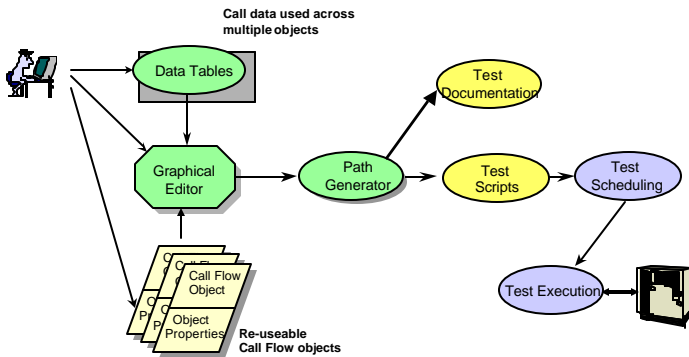 Call data used across
multiple objects
Data Tables
Test
Documentation
Graphical
Editor
Path
Generator
Test
Scripts
Test
Scheduling
Call Flow
Object
Object
Properties
Test Execution
Re-useable
Call Flow objects